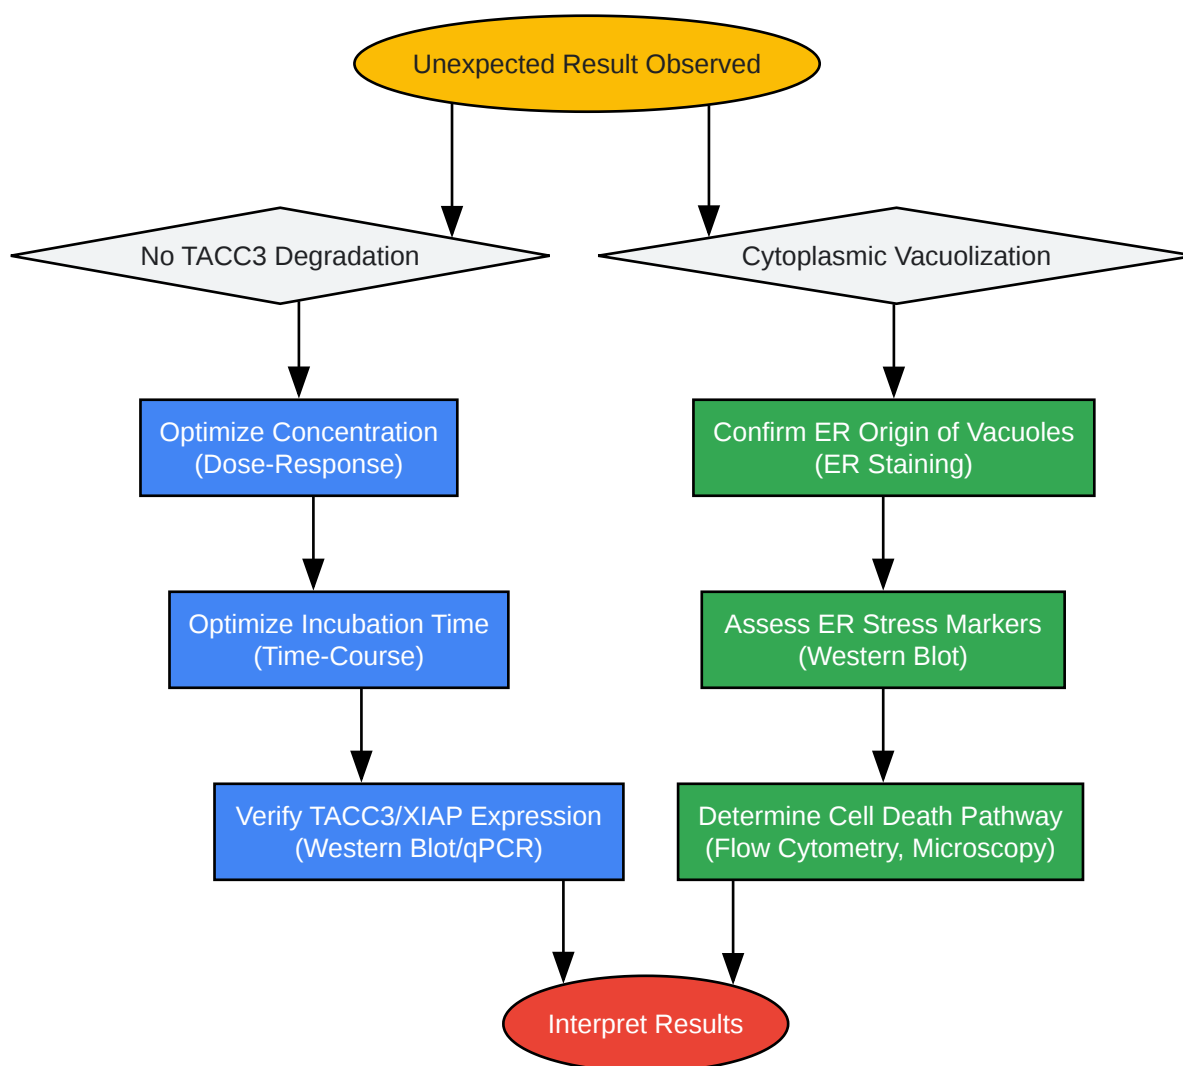 Unexpected Result Observed
No TACC3 Degradation
Cytoplasmic Vacuolization
Optimize Concentration
(Dose-Response)
Confirm ER Origin of Vacuoles
(ER Staining)
Optimize Incubation Time
(Time-Course)
Assess ER Stress Markers
(Western Blot)
Verify TACC3/XIAP Expression
(Western Blot/qPCR)
Determine Cell Death Pathway
(Flow Cytometry, Microscopy)
Interpret Results